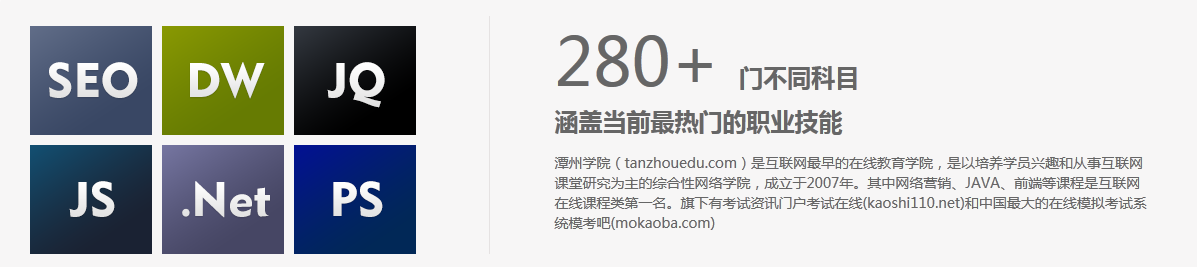 SEO DW JQ
JS .Net PS
280+ 门不同科目
涵盖当前最热门的职业技能
潭州学院（tanzhouedu.com）是互联网最早的在线教育学院，是以培养学员兴趣和从事互联网
课堂研究为主的综合性网络学院，成立于2007年。其中网络营销、JAVA、前端等课程是互联网
在线课程类第一名。旗下有考试资讯门户考试在线(kaoshi110.net)和中国最大的在线模拟考试系
统模考吧(mokaoba.com)